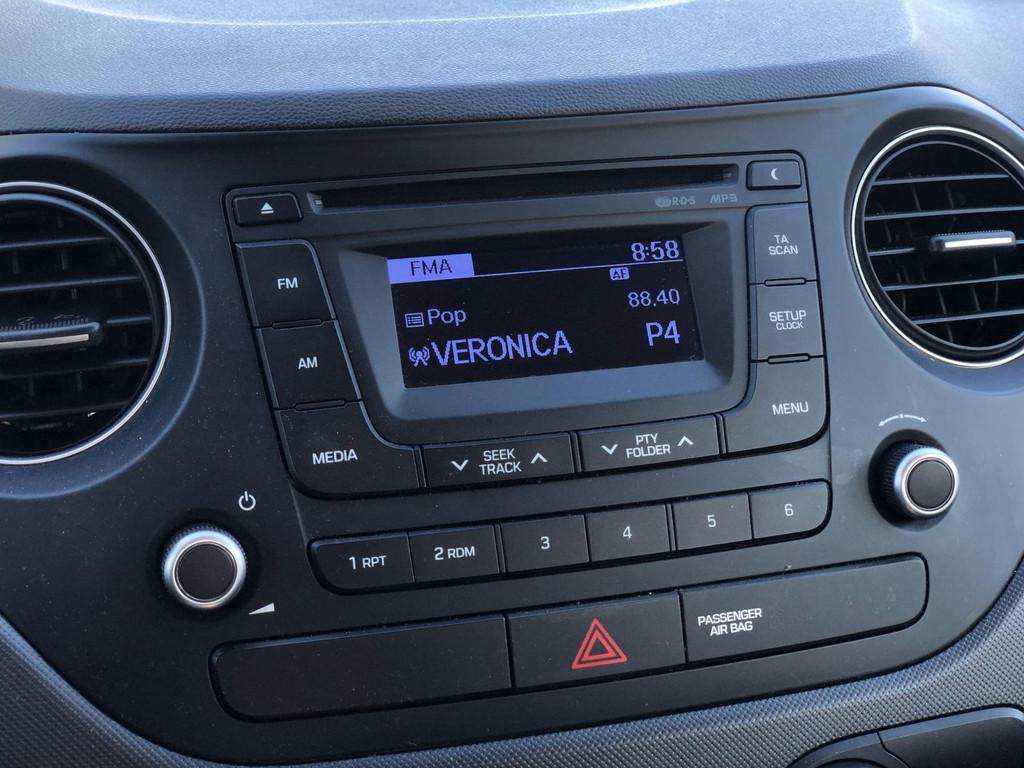 R·D·S MP3
FM
AM
MEDIA
FMA
8:58
AF
Pop
88.40
VERONICA
P4
TA
SCAN
SETUP
CLOCK
MENU
SEEK
TRACK
PTY
FOLDER
1 RPT
2 RDM
3
4
5
6
PASSENGER
AIR BAG